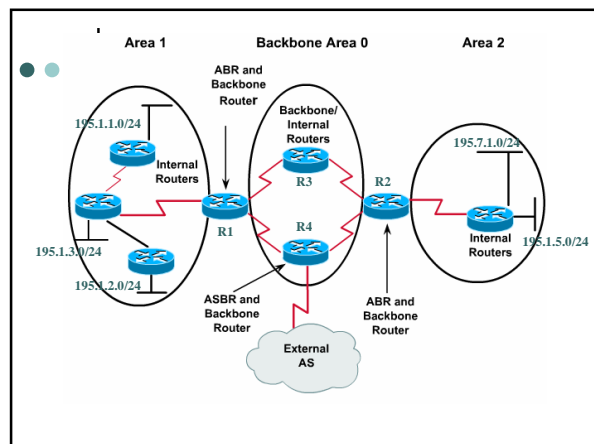 Area 1
Backbone Area 0
Area 2
ABR and
Backbone
Router
195.1.1.0/24
Internal
Routers
Backbone/
Internal
Routers
195.7.1.0/24
R3
R2
R1
R4
195.1.3.0/24
195.1.2.0/24
Internal
Routers
195.1.5.0/24
ASBR and
Backbone
Router
ABR and
Backbone
Router
External
AS